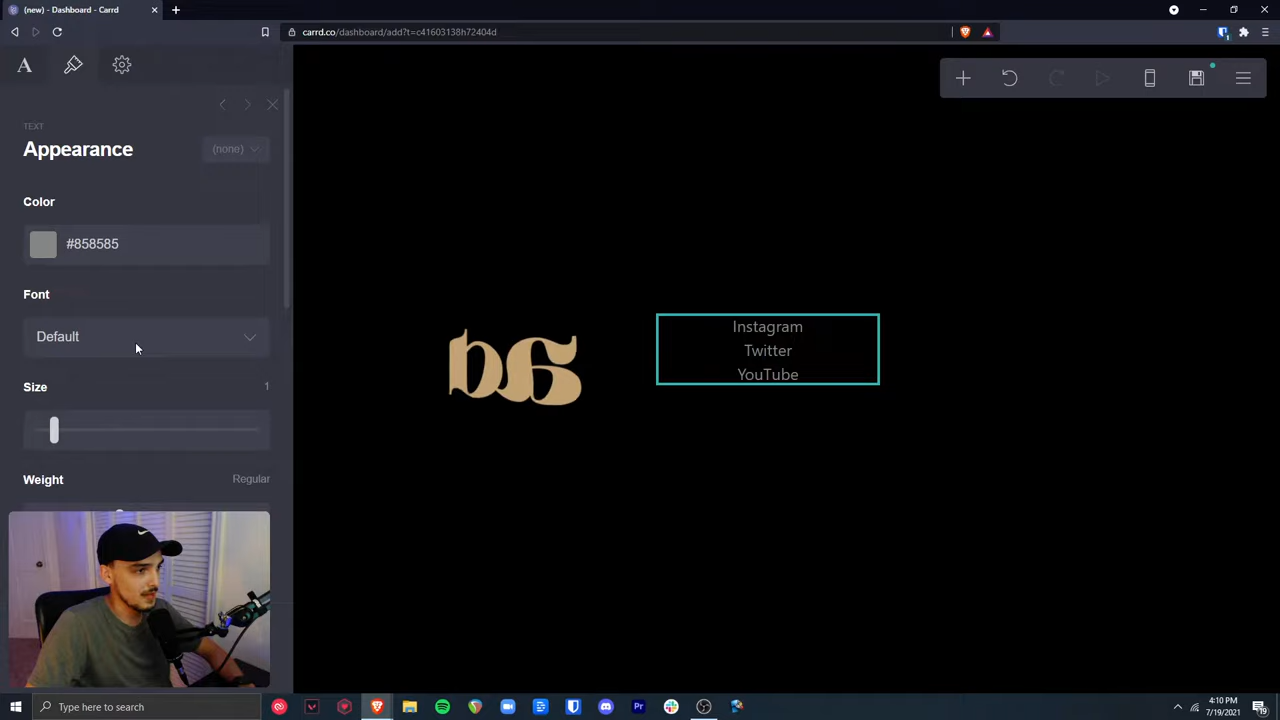 (new) - Dashboard - Carrd
carrd.co/dashboard/add?t=c41603138h72404d
A
TEXT
Appearance
(none)
Color
#858585
Font
Default
Size
1
Weight
Regular
Instagram
Twitter
YouTube
Type here to search
Pr
4:10 PM
7/19/2021